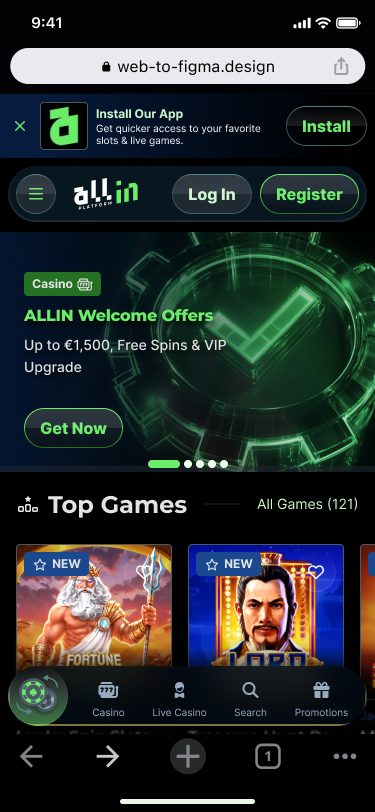 9:41
web-to-figma.design
Install Our App
Get quicker access to your favorite
slots & live games.
Install
all in
PLATFORM
Log In
Register
Casino
ALLIN Welcome Offers
Up to €1,500, Free Spins & VIP
Upgrade
Get Now
Top Games
All Games (121)
NEW
NEW
FORTUNE
LORD
Casino
Live Casino
Search
Promotions
1